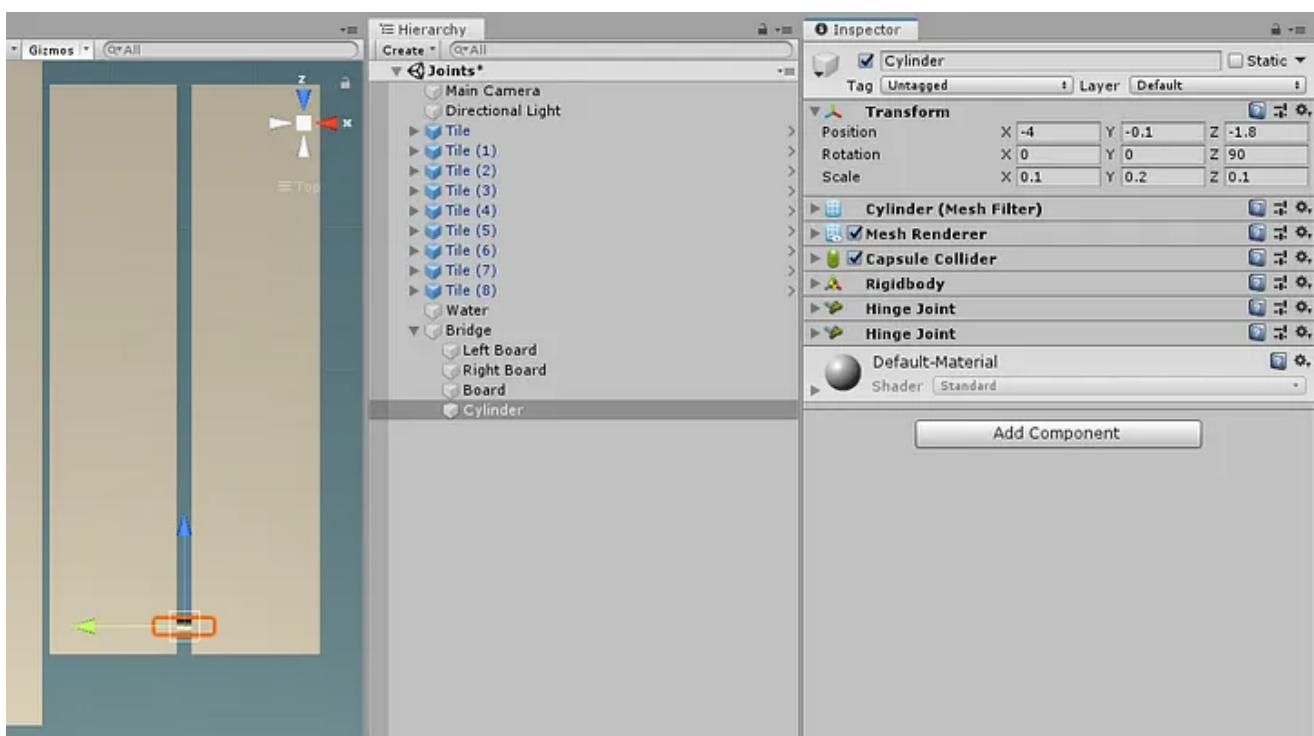 Gizmos
All
z
x
Top
Hierarchy
Create
All
Joints*
Main Camera
Directional Light
Tile
Tile (1)
Tile (2)
Tile (3)
Tile (4)
Tile (5)
Tile (6)
Tile (7)
Tile (8)
Water
Bridge
Left Board
Right Board
Board
Cylinder
Inspector
Cylinder
Static
Tag Untagged Layer Default
Transform
Position X -4 Y -0.1 Z -1.8
Rotation X 0 Y 0 Z 90
Scale X 0.1 Y 0.2 Z 0.1
Cylinder (Mesh Filter)
Mesh Renderer
Capsule Collider
Rigidbody
Hinge Joint
Hinge Joint
Default-Material
Shader Standard
Add Component